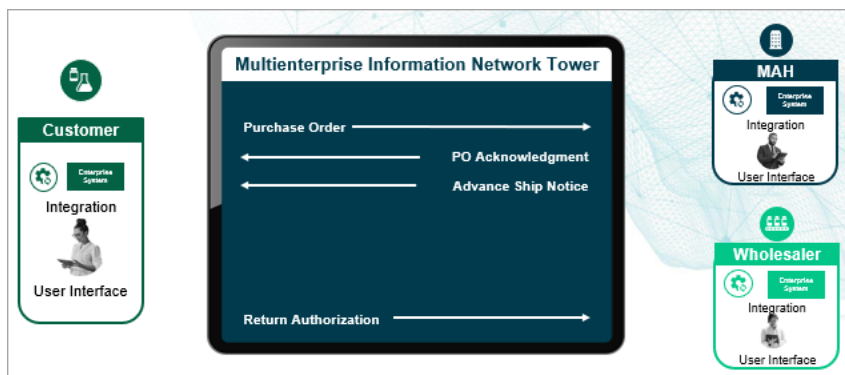 Multienterprise Information Network Tower
Customer
Enterprise
System
Integration
User Interface
Purchase Order
PO Acknowledgment
Advance Ship Notice
Return Authorization
MAH
Enterprise
System
Integration
User Interface
Wholesaler
Enterprise
System
Integration
User Interface